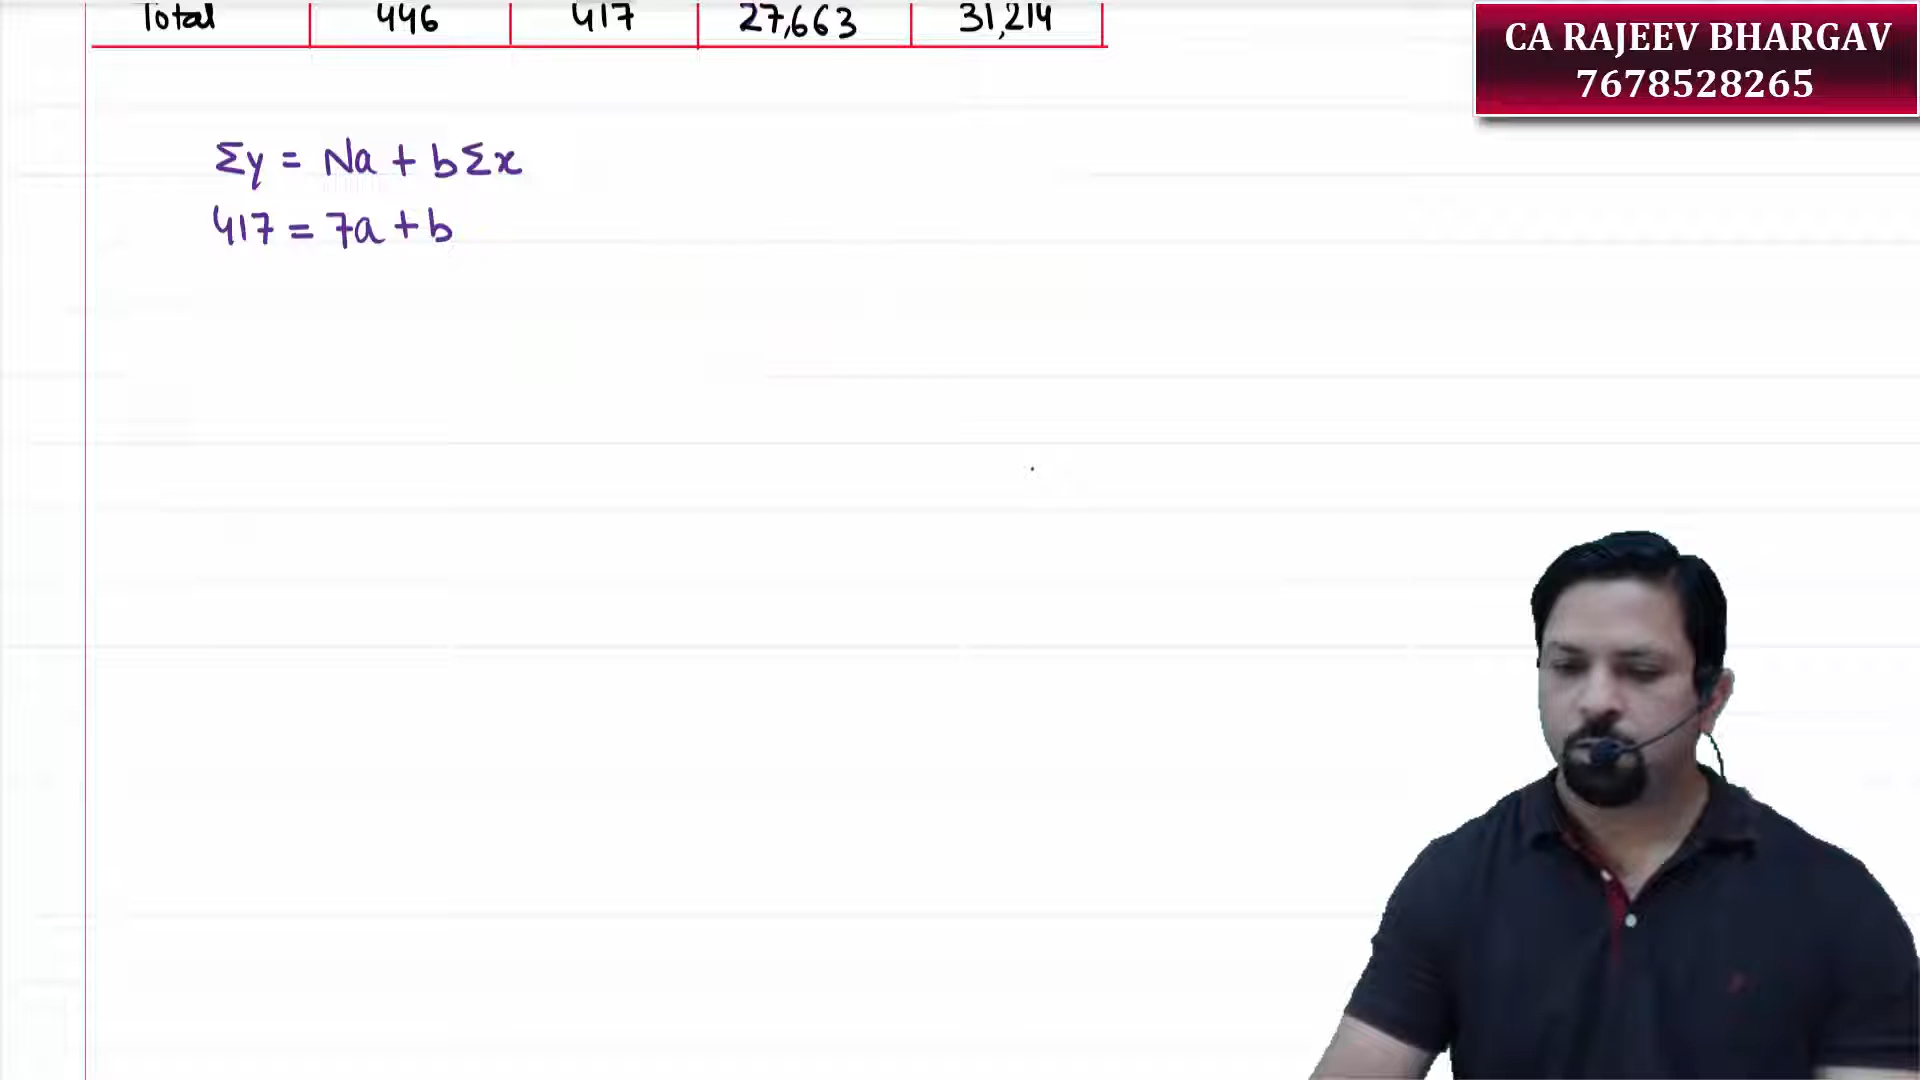 Total 446 417 27,663 31,214
CA RAJEEV BHARGAV
7678528265
Σy = Na + bΣx
417 = 7a + b